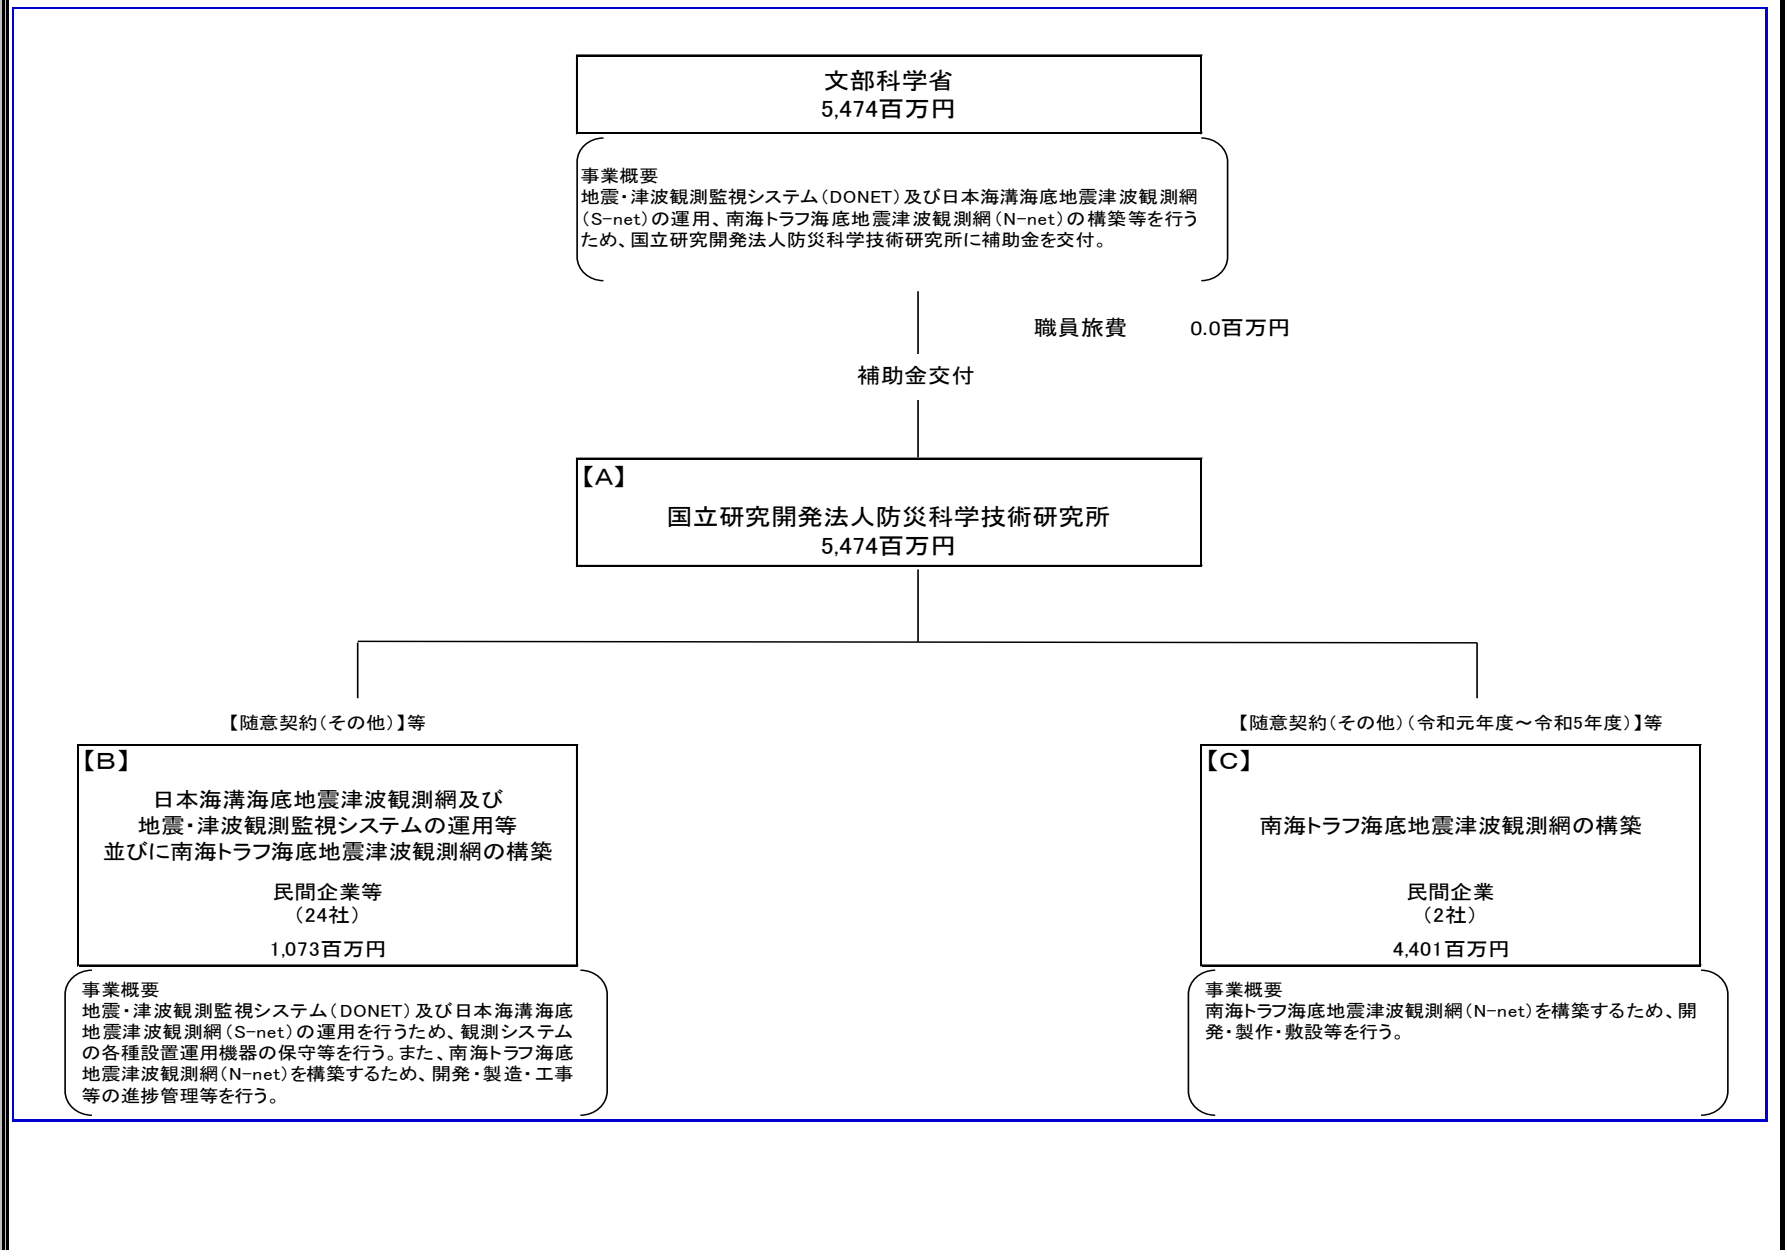 文部科学省
5,474百万円
事業概要
地震・津波観測監視システム（DONET）及び日本海溝海底地震津波観測網
（S-net）の運用、南海トラフ海底地震津波観測網（N-net）の構築等を行う
ため、国立研究開発法人防災科学技術研究所に補助金を交付。
職員旅費　0.0百万円
補助金交付
【A】
国立研究開発法人防災科学技術研究所
5,474百万円
【随意契約（その他）】等
【B】
日本海溝海底地震津波観測網及び
地震・津波観測監視システムの運用等
並びに南海トラフ海底地震津波観測網の構築
民間企業等
（24社）
1,073百万円
事業概要
地震・津波観測監視システム（DONET）及び日本海溝海底
地震津波観測網（S-net）の運用を行うため、観測システム
の各種設置運用機器の保守等を行う。また、南海トラフ海底
地震津波観測網（N-net）を構築するため、開発・製造・工事
等の進捗管理等を行う。
【随意契約（その他）（令和元年度～令和5年度）】等
【C】
南海トラフ海底地震津波観測網の構築
民間企業
（2社）
4,401百万円
事業概要
南海トラフ海底地震津波観測網（N-net）を構築するため、開
発・製作・敷設等を行う。